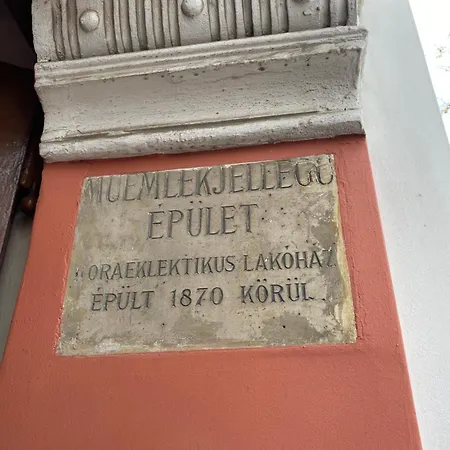 MŰEMLÉKJELLEGŰ
ÉPÜLET
KORAEKLEKTIKUS LAKÓHÁZ
ÉPÜLT 1870 KÖRÜL